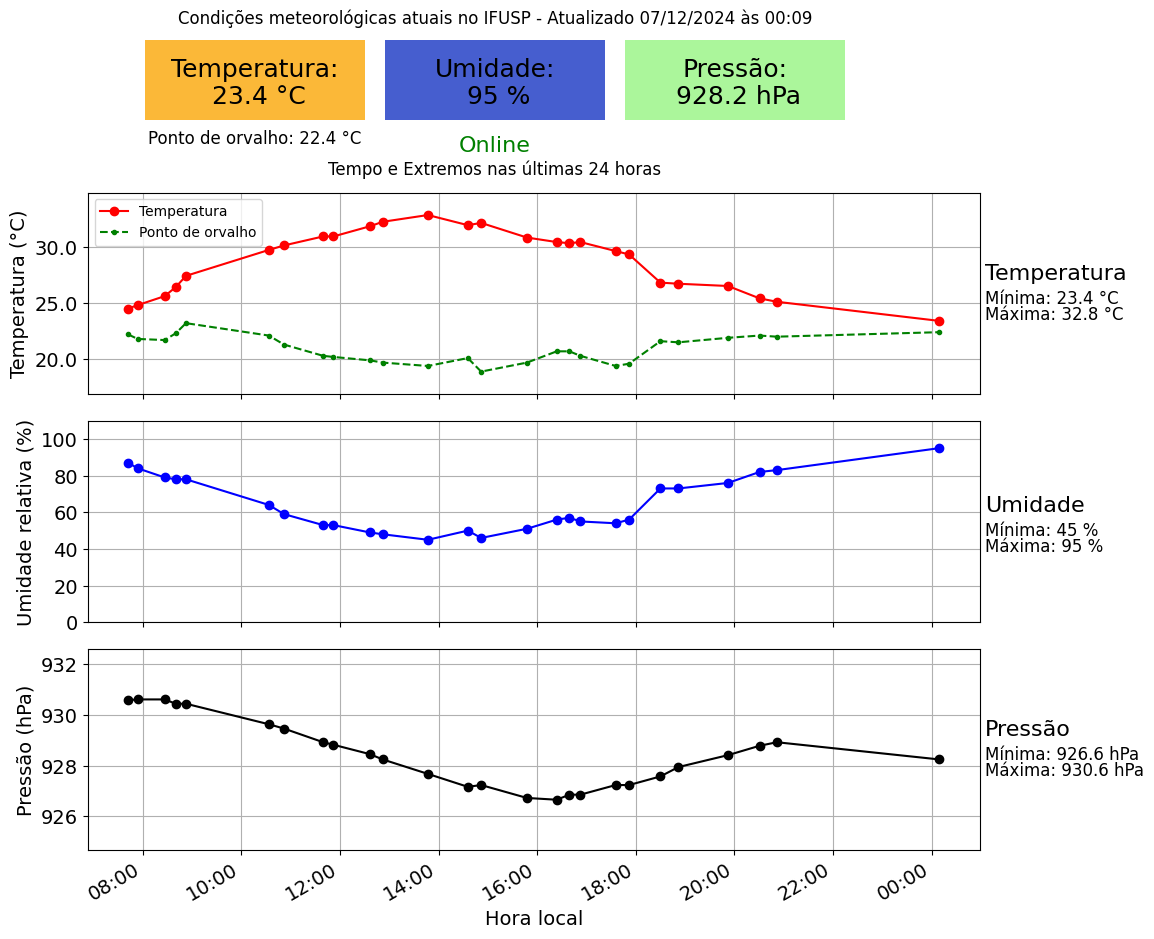 Condições meteorológicas atuais no IFUSP - Atualizado 07/12/2024 às 00:09
Temperatura:
23.4 °C
Umidade:
95 %
Pressão:
928.2 hPa
Ponto de orvalho: 22.4 °C
Online
Tempo e Extremos nas últimas 24 horas
Temperatura (°C)
30.0
25.0
20.0
Temperatura
Ponto de orvalho
Temperatura
Mínima: 23.4 °C
Máxima: 32.8 °C
Umidade relativa (%)
100
80
60
40
20
0
Umidade
Mínima: 45 %
Máxima: 95 %
Pressão (hPa)
932
930
928
926
Pressão
Mínima: 926.6 hPa
Máxima: 930.6 hPa
08:00 10:00 12:00 14:00 16:00 18:00 20:00 22:00 00:00
Hora local